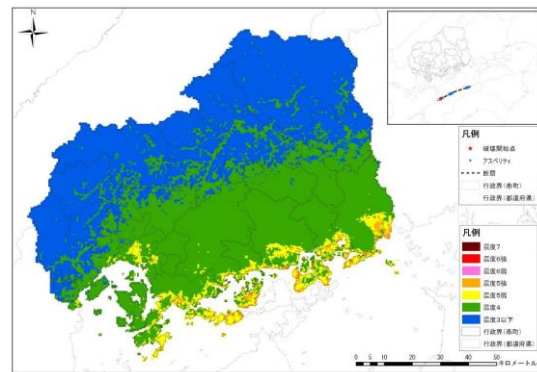 N
凡例
破壊開始点
アスペリティ
断層
行政界(市町)
行政界(都道府県)
凡例
震度7
震度6強
震度6弱
震度5強
震度5弱
震度4
震度3以下
行政界(市町)
行政界(都道府県)
0 5 10 20 30 40 50
キロメートル